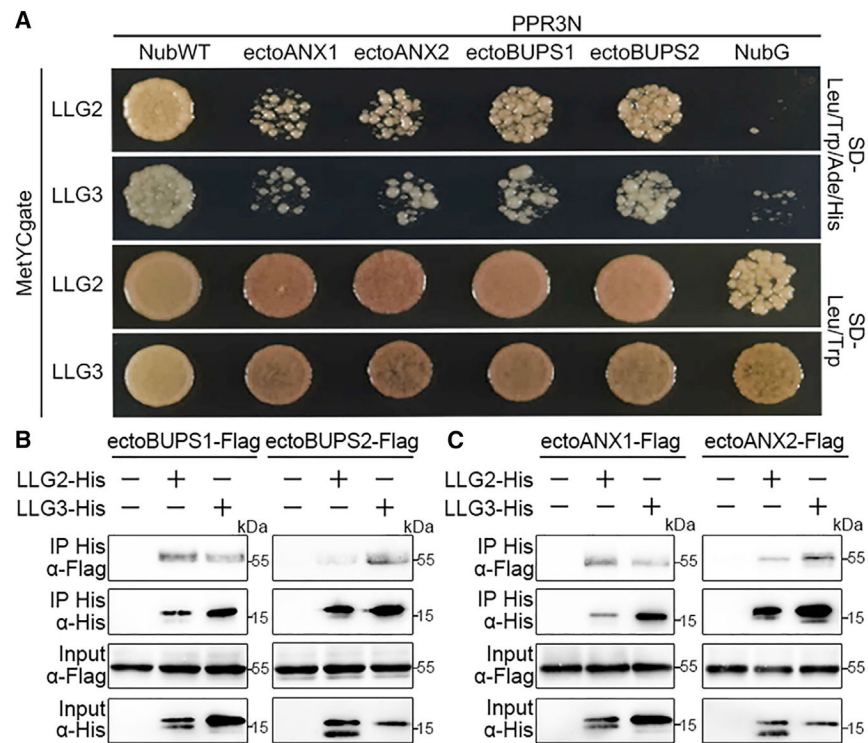 A
PPR3N
NubWT ectoANX1 ectoANX2 ectoBUPS1 ectoBUPS2 NubG
MetYCgate
LLG2
LLG3
SD-
Leu/Trp/Ade/His
LLG2
LLG3
SD-
Leu/Trp
B
ectoBUPS1-Flag ectoBUPS2-Flag
LLG2-His − + − − + −
LLG3-His − − + − − +
kDa kDa
IP His
α-Flag
55 55
IP His
α-His
15 15
Input
α-Flag
55 55
Input
α-His
15 15
C
ectoANX1-Flag ectoANX2-Flag
LLG2-His − + − − + −
LLG3-His − − + − − +
kDa kDa
IP His
α-Flag
55 55
IP His
α-His
15 15
Input
α-Flag
55 55
Input
α-His
15 15